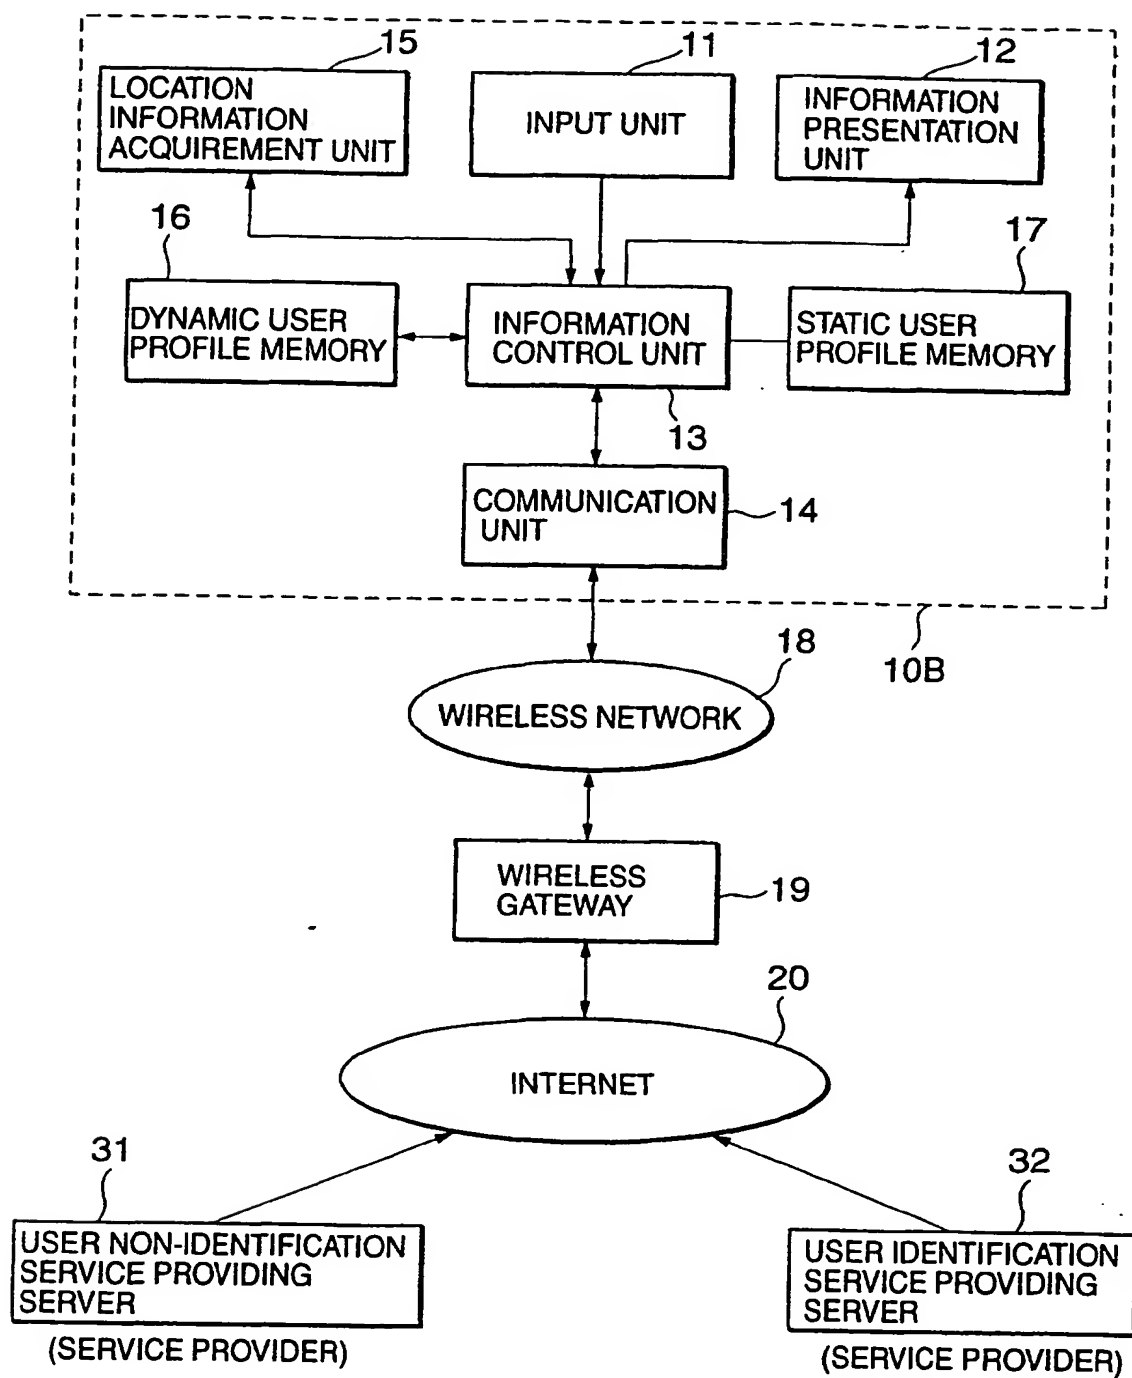 15
11
12
LOCATION
INFORMATION
ACQUIREMENT UNIT
INPUT UNIT
INFORMATION
PRESENTATION
UNIT
16
17
DYNAMIC USER
PROFILE MEMORY
INFORMATION
CONTROL UNIT
STATIC USER
PROFILE MEMORY
13
COMMUNICATION
UNIT
14
10B
18
WIRELESS NETWORK
WIRELESS
GATEWAY
19
20
INTERNET
31
32
USER NON-IDENTIFICATION
SERVICE PROVIDING
SERVER
(SERVICE PROVIDER)
USER IDENTIFICATION
SERVICE PROVIDING
SERVER
(SERVICE PROVIDER)